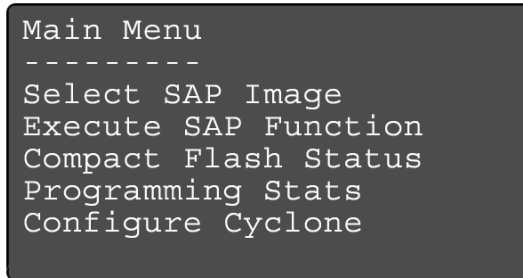 Main Menu
---------
Select SAP Image
Execute SAP Function
Compact Flash Status
Programming Stats
Configure Cyclone